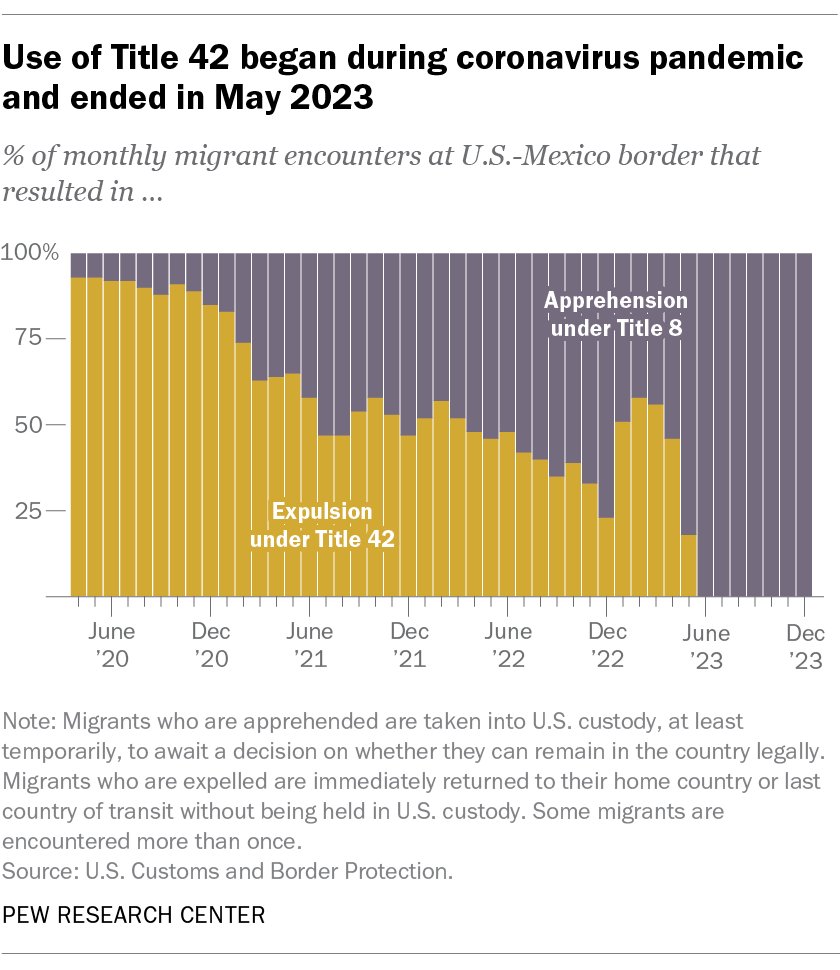 Use of Title 42 began during coronavirus pandemic
and ended in May 2023
% of monthly migrant encounters at U.S.-Mexico border that
resulted in ...
100%
75
50
25
Apprehension
under Title 8
Expulsion
under Title 42
June
’20
Dec
’20
June
’21
Dec
’21
June
’22
Dec
’22
June
’23
Dec
’23
Note: Migrants who are apprehended are taken into U.S. custody, at least
temporarily, to await a decision on whether they can remain in the country legally.
Migrants who are expelled are immediately returned to their home country or last
country of transit without being held in U.S. custody. Some migrants are
encountered more than once.
Source: U.S. Customs and Border Protection.
PEW RESEARCH CENTER